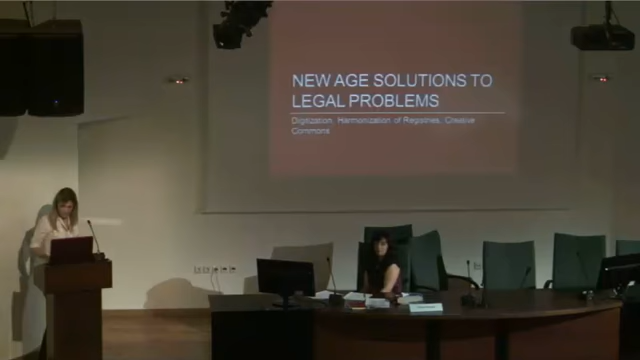 NEW AGE SOLUTIONS TO
LEGAL PROBLEMS
Digitization, Harmonization of Registries, Creative
Commons